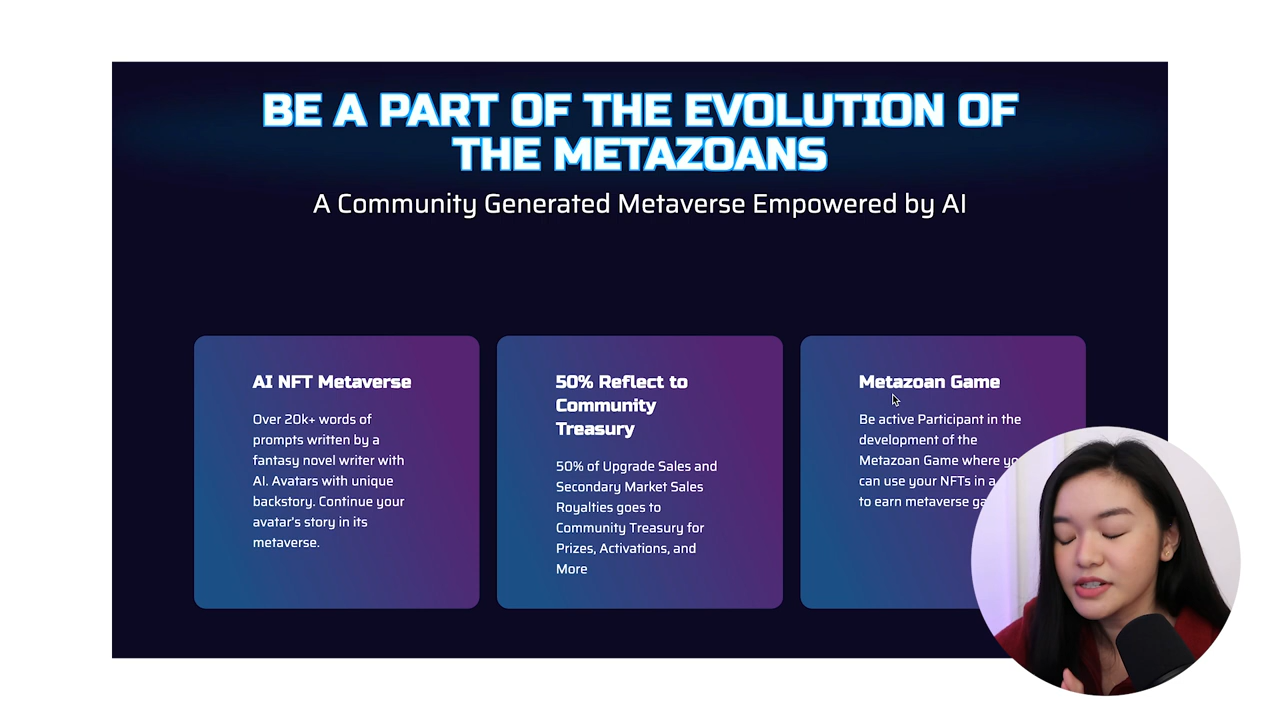 BE A PART OF THE EVOLUTION OF
THE METAZOANS
A Community Generated Metaverse Empowered by AI
AI NFT Metaverse
Over 20k+ words of
prompts written by a
fantasy novel writer with
AI. Avatars with unique
backstory. Continue your
avatar's story in its
metaverse.
50% Reflect to
Community
Treasury
50% of Upgrade Sales and
Secondary Market Sales
Royalties goes to
Community Treasury for
Prizes, Activations, and
More
Metazoan Game
Be active Participant in the
development of the
Metazoan Game where
can use your NFTs in a
to earn metaverse